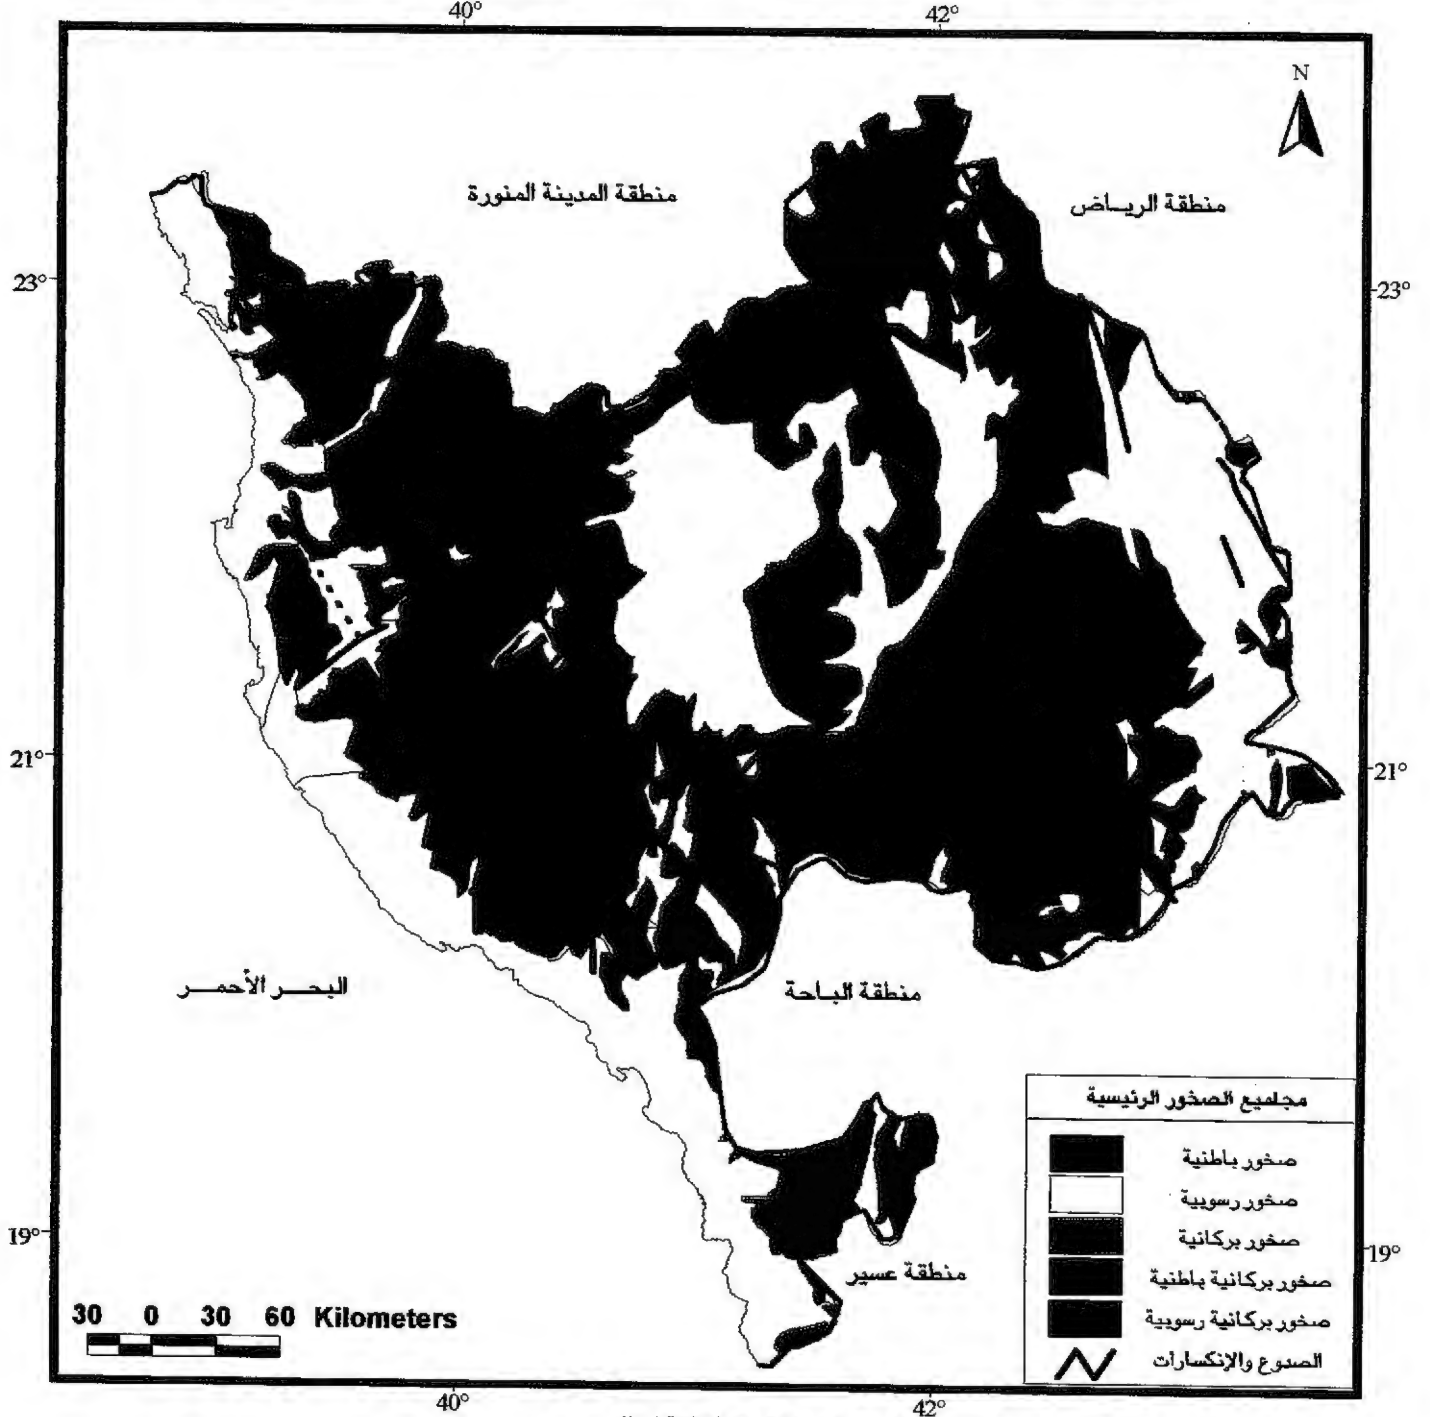 40° 42°
N
منطقة المدينة المنورة
منطقة الريــاض
23° 23°
21° 21°
البحـــر الأحمـــر
منطقة البـاحة
مجاميع الصخور الرئيسية
صخور باطنية
صخور رسوبية
صخور بركانية
صخور بركانية باطنية
صخور بركانية رسوبية
الصدوع والإنكسارات
19° 19°
منطقة عسير
30 0 30 60 Kilometers
40° 42°